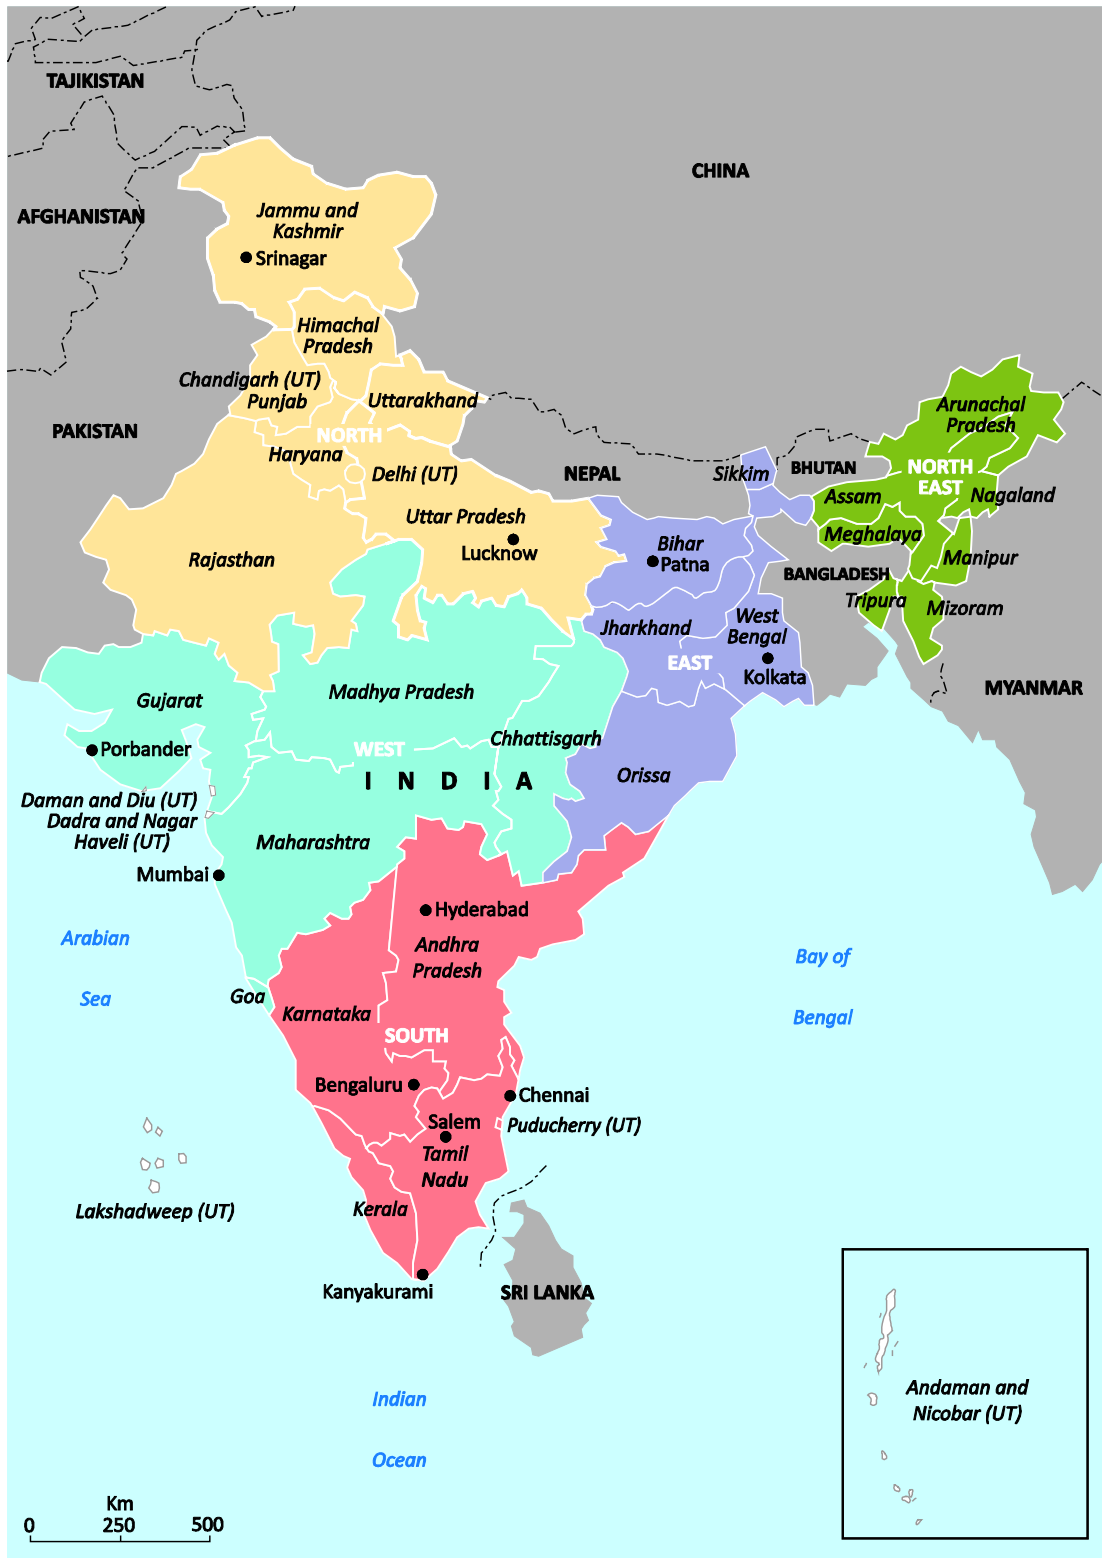 TAJIKISTAN
CHINA
AFGHANISTAN
Jammu and
Kashmir
Srinagar
Himachal
Pradesh
Chandigarh (UT)
Punjab
Uttarakhand
PAKISTAN
NORTH
Haryana
Delhi (UT)
NEPAL
Sikkim
BHUTAN
Arunachal
Pradesh
NORTH
EAST
Assam
Nagaland
Uttar Pradesh
Lucknow
Rajasthan
Bihar
Patna
Meghalaya
Manipur
BANGLADESH
Tripura
Mizoram
Jharkhand
West
Bengal
EAST
Kolkata
MYANMAR
Gujarat
Madhya Pradesh
Porbander
WEST
Chhattisgarh
INDIA
Orissa
Daman and Diu (UT)
Dadra and Nagar
Haveli (UT)
Maharashtra
Mumbai
Hyderabad
Arabian
Sea
Andhra
Pradesh
Bay of
Bengal
Goa
Karnataka
SOUTH
Bengaluru
Chennai
Salem
Puducherry (UT)
Tamil
Nadu
Kerala
Lakshadweep (UT)
Kanyakurami
SRI LANKA
Indian
Ocean
Andaman and
Nicobar (UT)
Km
0 250 500